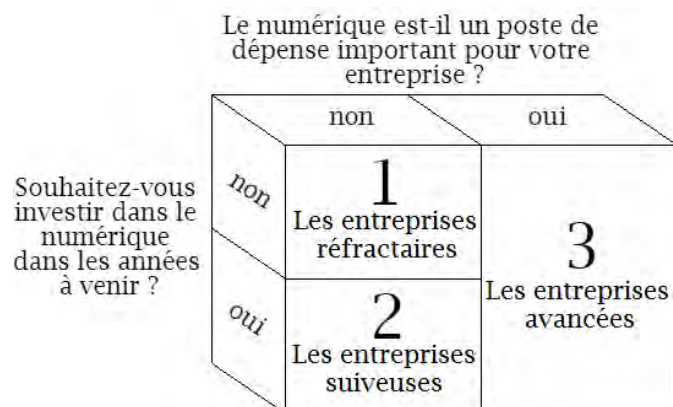 Le numérique est-il un poste de
dépense important pour votre
entreprise ?
non
oui
Souhaitez-vous
investir dans le
numérique
dans les années
à venir ?
non
oui
1
Les entreprises
réfractaires
2
Les entreprises
suiveuses
3
Les entreprises
avancées